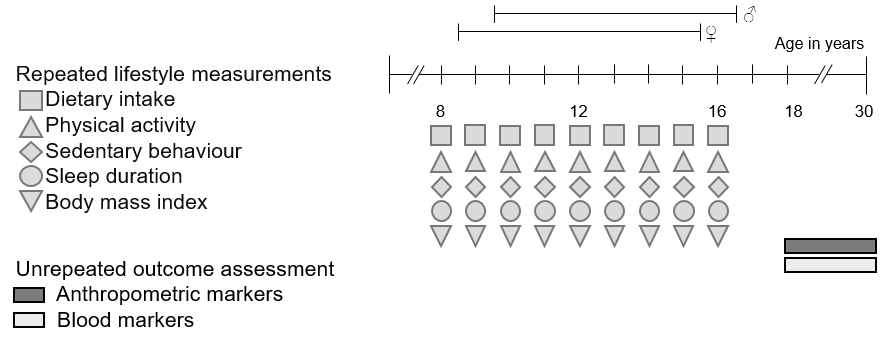 ♂
♀
Age in years
Repeated lifestyle measurements
Dietary intake
Physical activity
Sedentary behaviour
Sleep duration
Body mass index
8 12 16 18 30
Unrepeated outcome assessment
Anthropometric markers
Blood markers